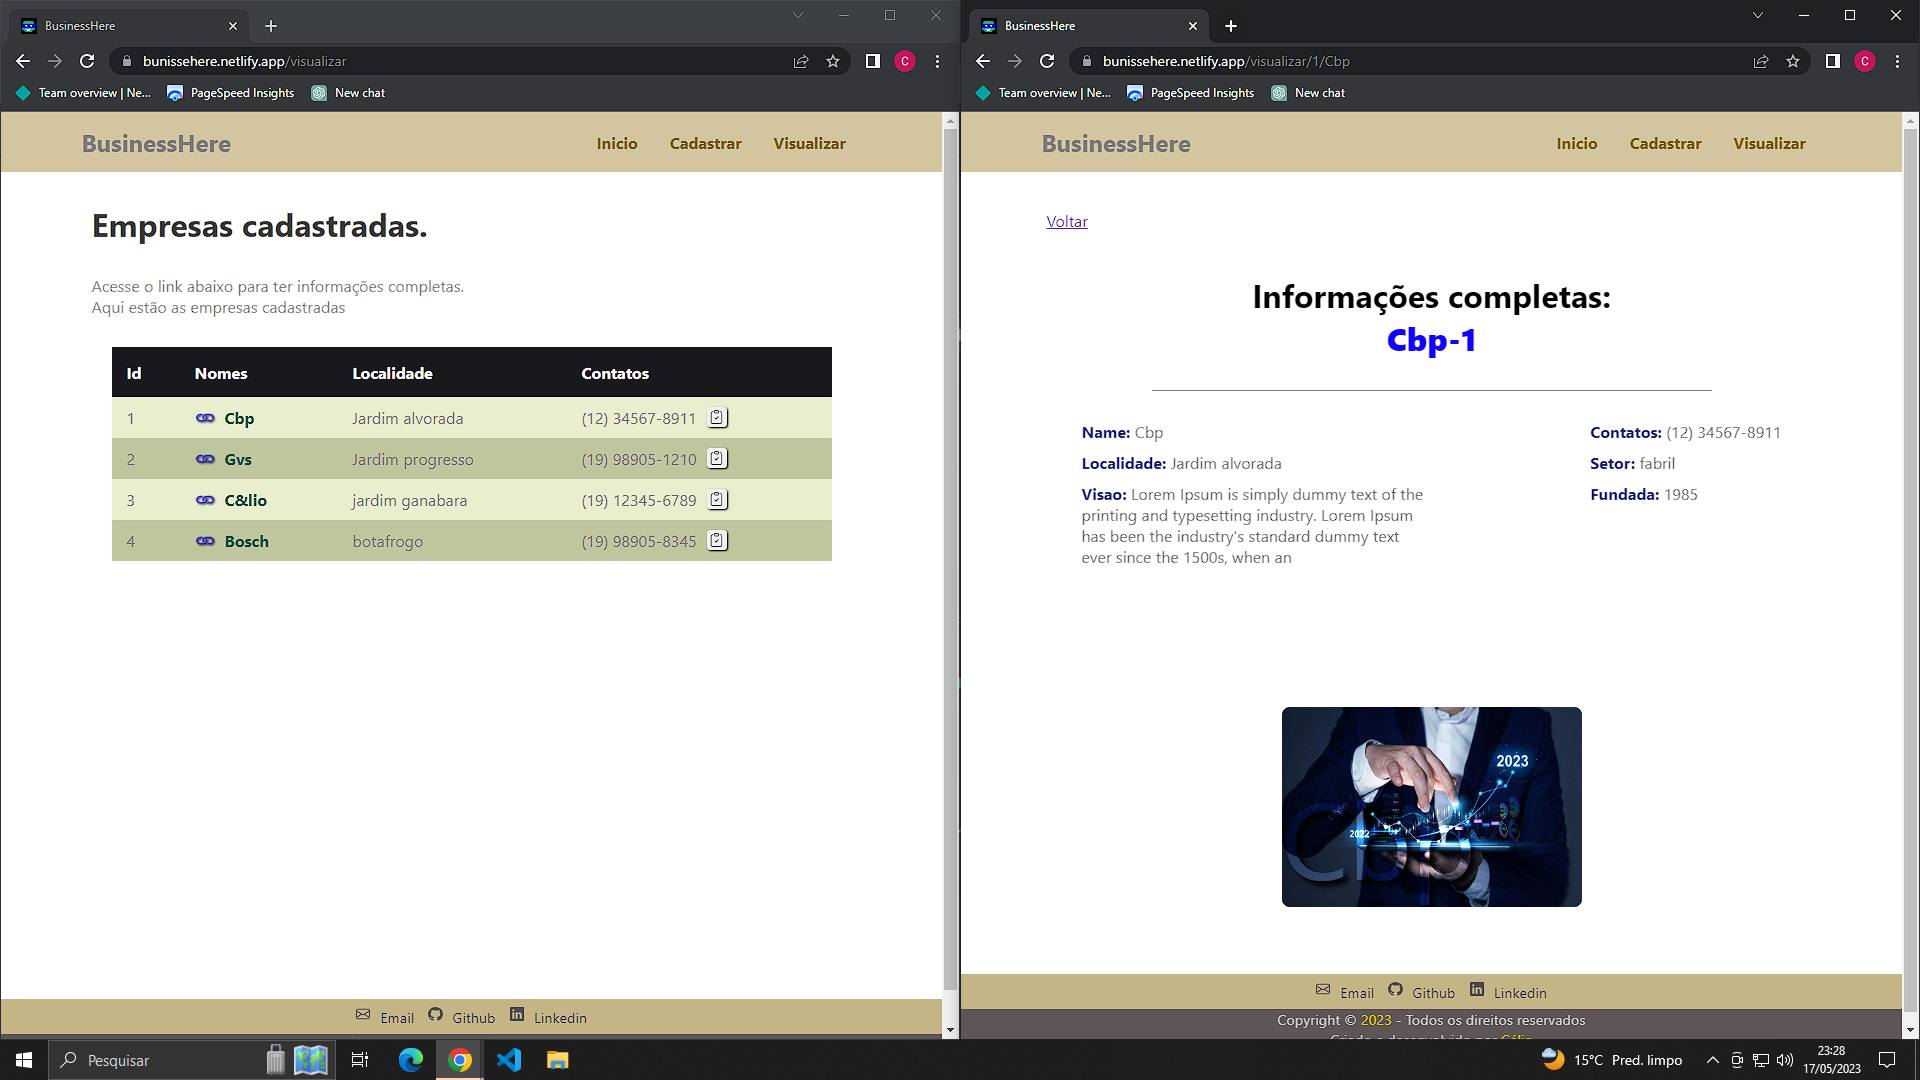 BusinessHere
bunissehere.netlify.app/visualizar
C
Team overview | Ne...
PageSpeed Insights
New chat
BusinessHere
Inicio
Cadastrar
Visualizar
Empresas cadastradas.
Acesse o link abaixo para ter informações completas.
Aqui estão as empresas cadastradas
Id Nomes Localidade Contatos
1 Cbp Jardim alvorada (12) 34567-8911
2 Gvs Jardim progresso (19) 98905-1210
3 C&lio jardim ganabara (19) 12345-6789
4 Bosch botafrogo (19) 98905-8345
Email Github Linkedin
BusinessHere
bunissehere.netlify.app/visualizar/1/Cbp
C
Team overview | Ne...
PageSpeed Insights
New chat
BusinessHere
Inicio
Cadastrar
Visualizar
Voltar
Informações completas:
Cbp-1
Name: Cbp
Localidade: Jardim alvorada
Visao: Lorem Ipsum is simply dummy text of the
printing and typesetting industry. Lorem Ipsum
has been the industry's standard dummy text
ever since the 1500s, when an
Contatos: (12) 34567-8911
Setor: fabril
Fundada: 1985
2023
2022
Cbp
Email Github Linkedin
Copyright © 2023 - Todos os direitos reservados
Criado e desenvolvido por Célio
Pesquisar
15°C Pred. limpo
23:28
17/05/2023